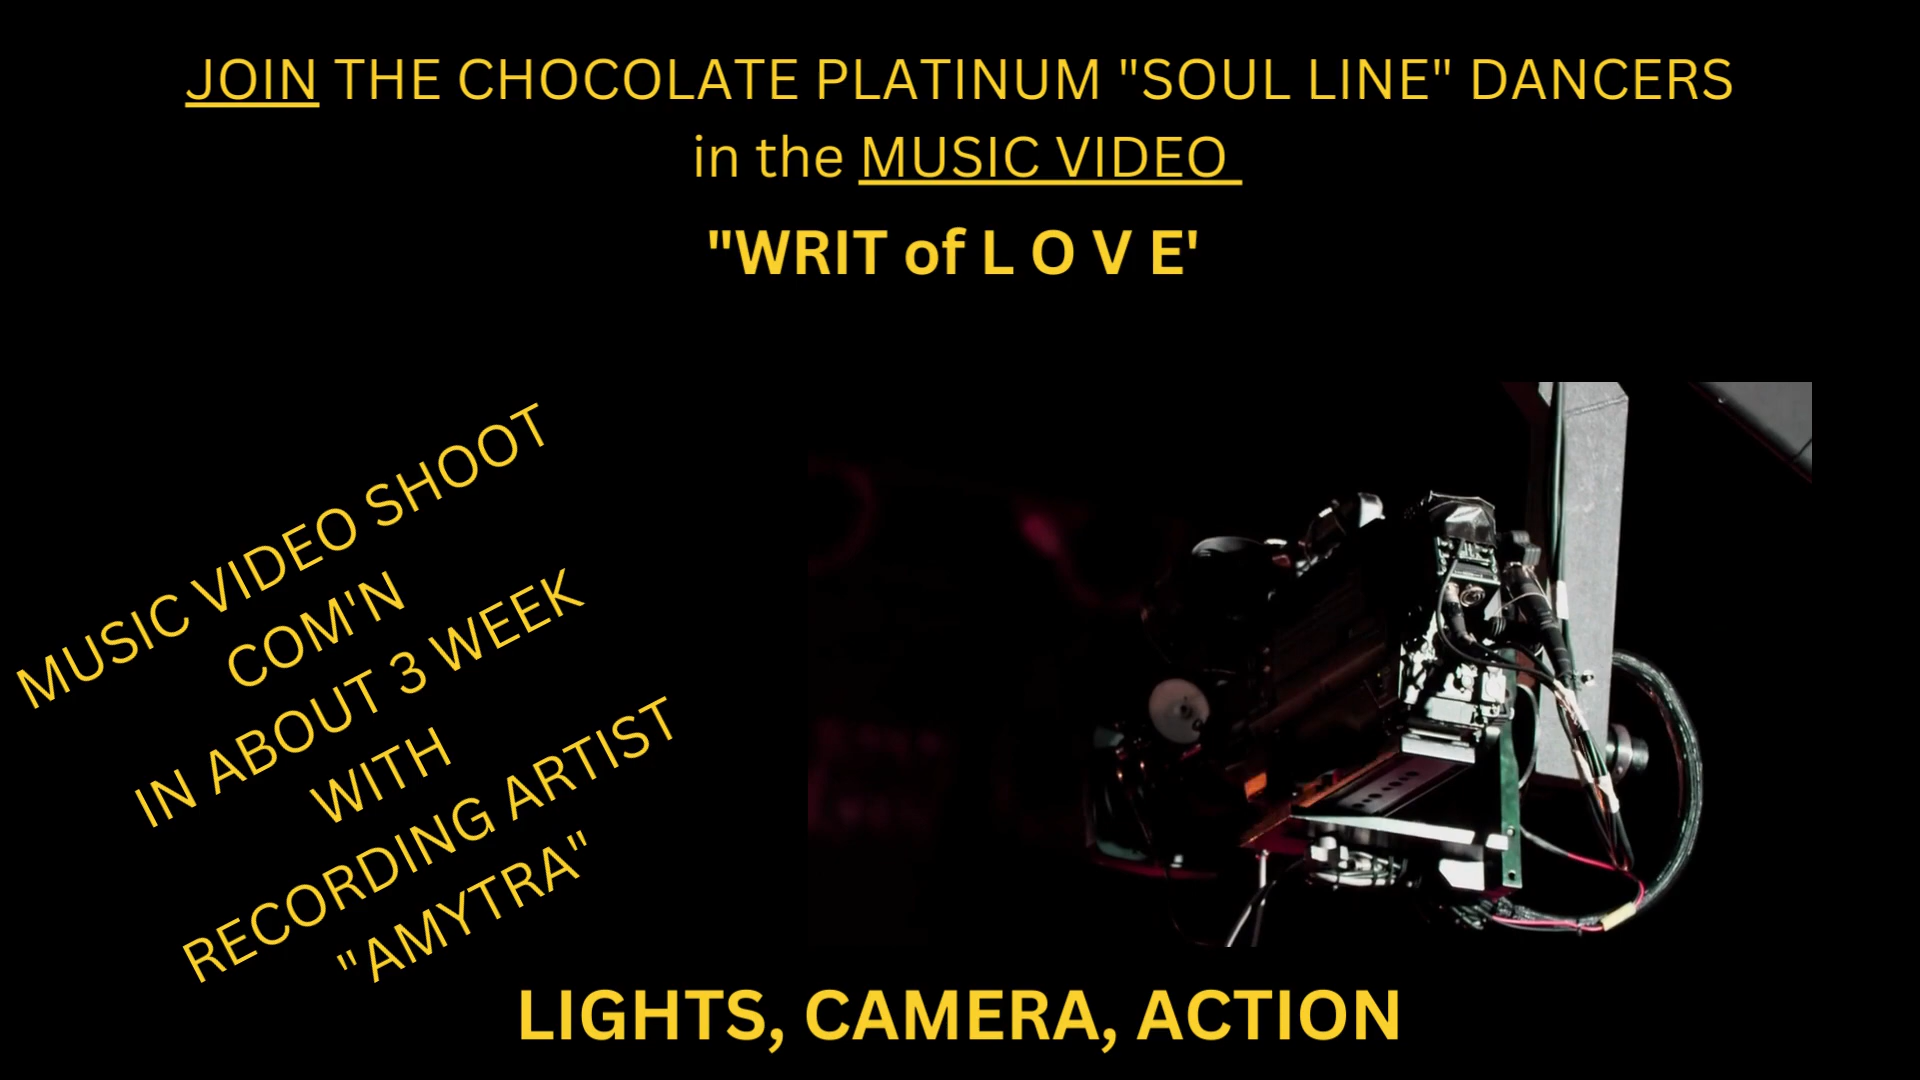 JOIN THE CHOCOLATE PLATINUM "SOUL LINE" DANCERS
in the MUSIC VIDEO
"WRIT of L O V E'
MUSIC VIDEO SHOOT
COM'N
IN ABOUT 3 WEEK
WITH
RECORDING ARTIST
"AMYTRA"
LIGHTS, CAMERA, ACTION